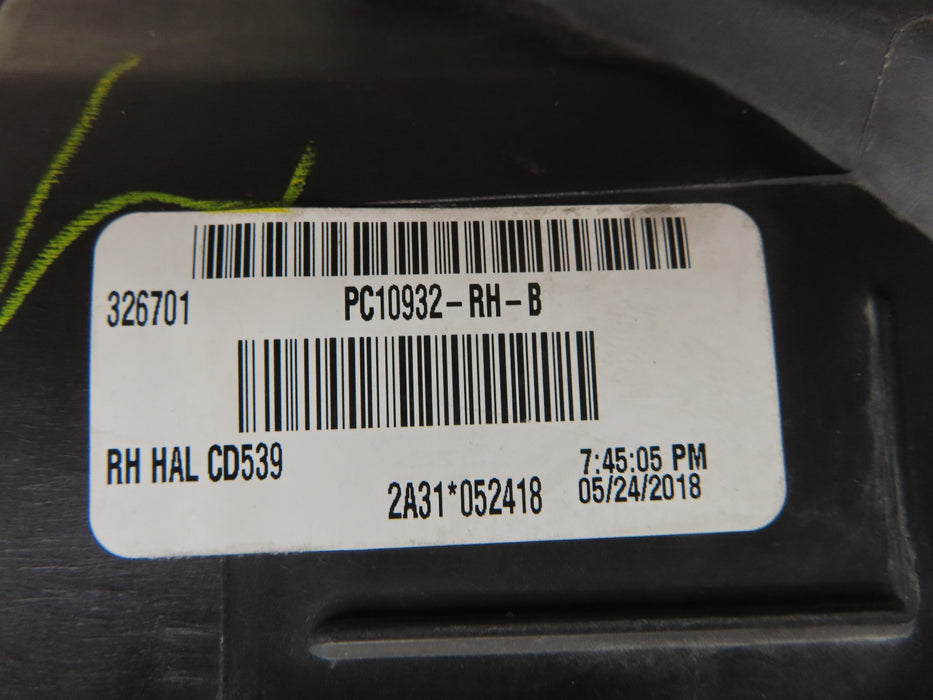 326701
PC10932-RH-B
RH HAL CD539
2A31*052418
7:45:05 PM
05/24/2018